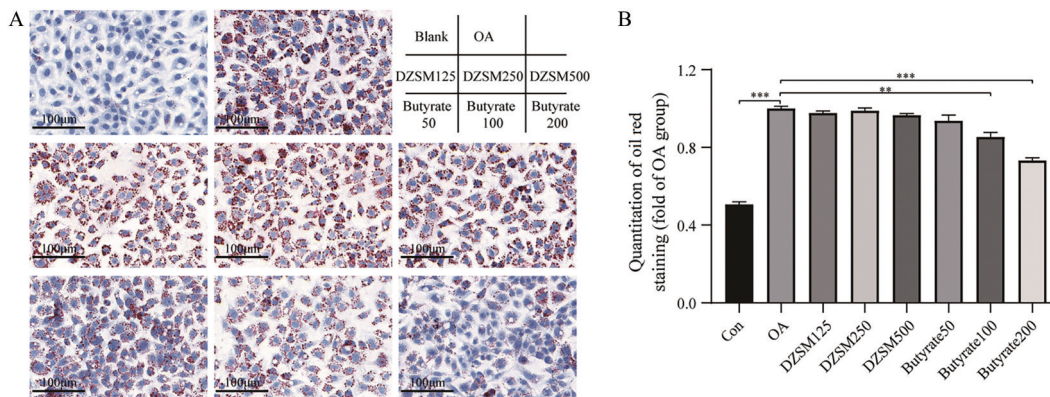 A
100μm
100μm
Blank OA
DZSM125 DZSM250 DZSM500
Butyrate Butyrate Butyrate
50 100 200
100μm
100μm
100μm
100μm
100μm
100μm
B
Quantitation of oil red
staining (fold of OA group)
1.2
0.8
0.4
0.0
***
**
***
Con
OA
DZSM125
DZSM250
DZSM500
Butyrate50
Butyrate100
Butyrate200